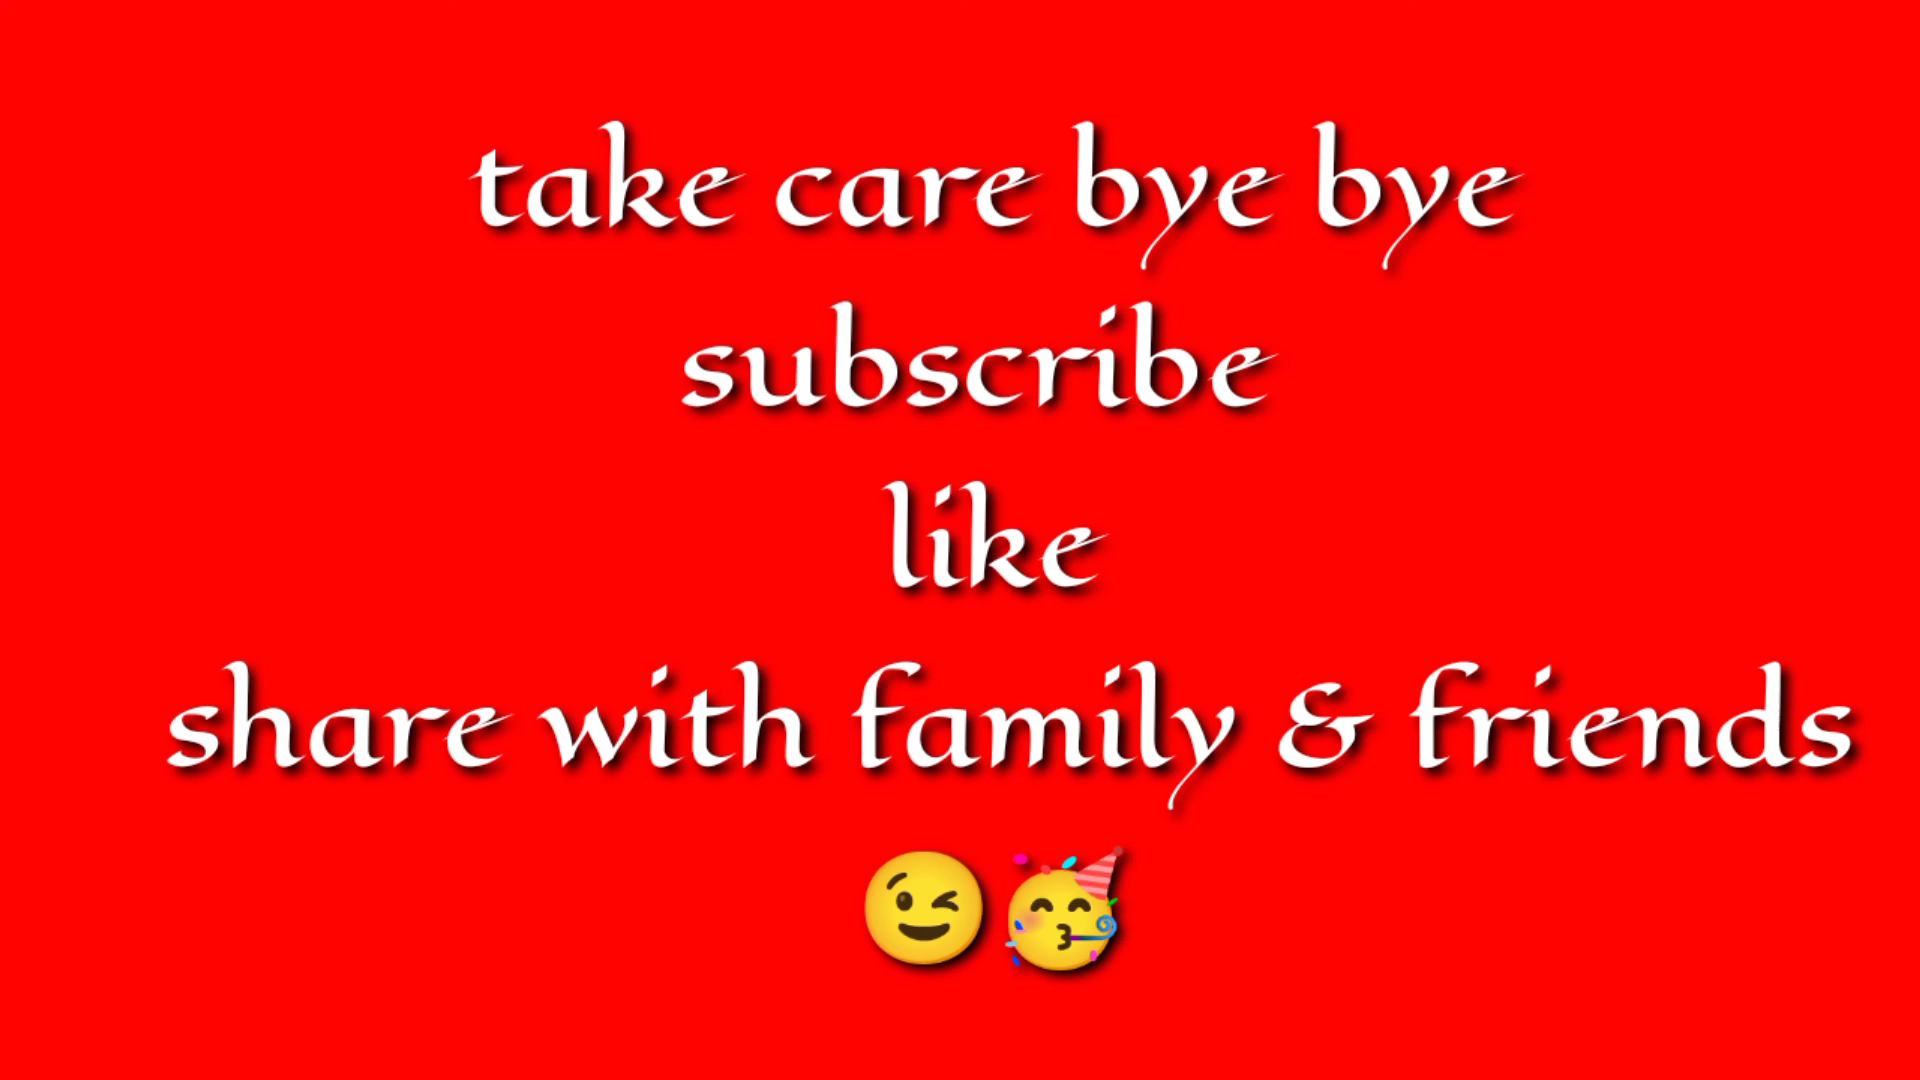 take care bye bye
subscribe
like
share with family & friends
😉🥳